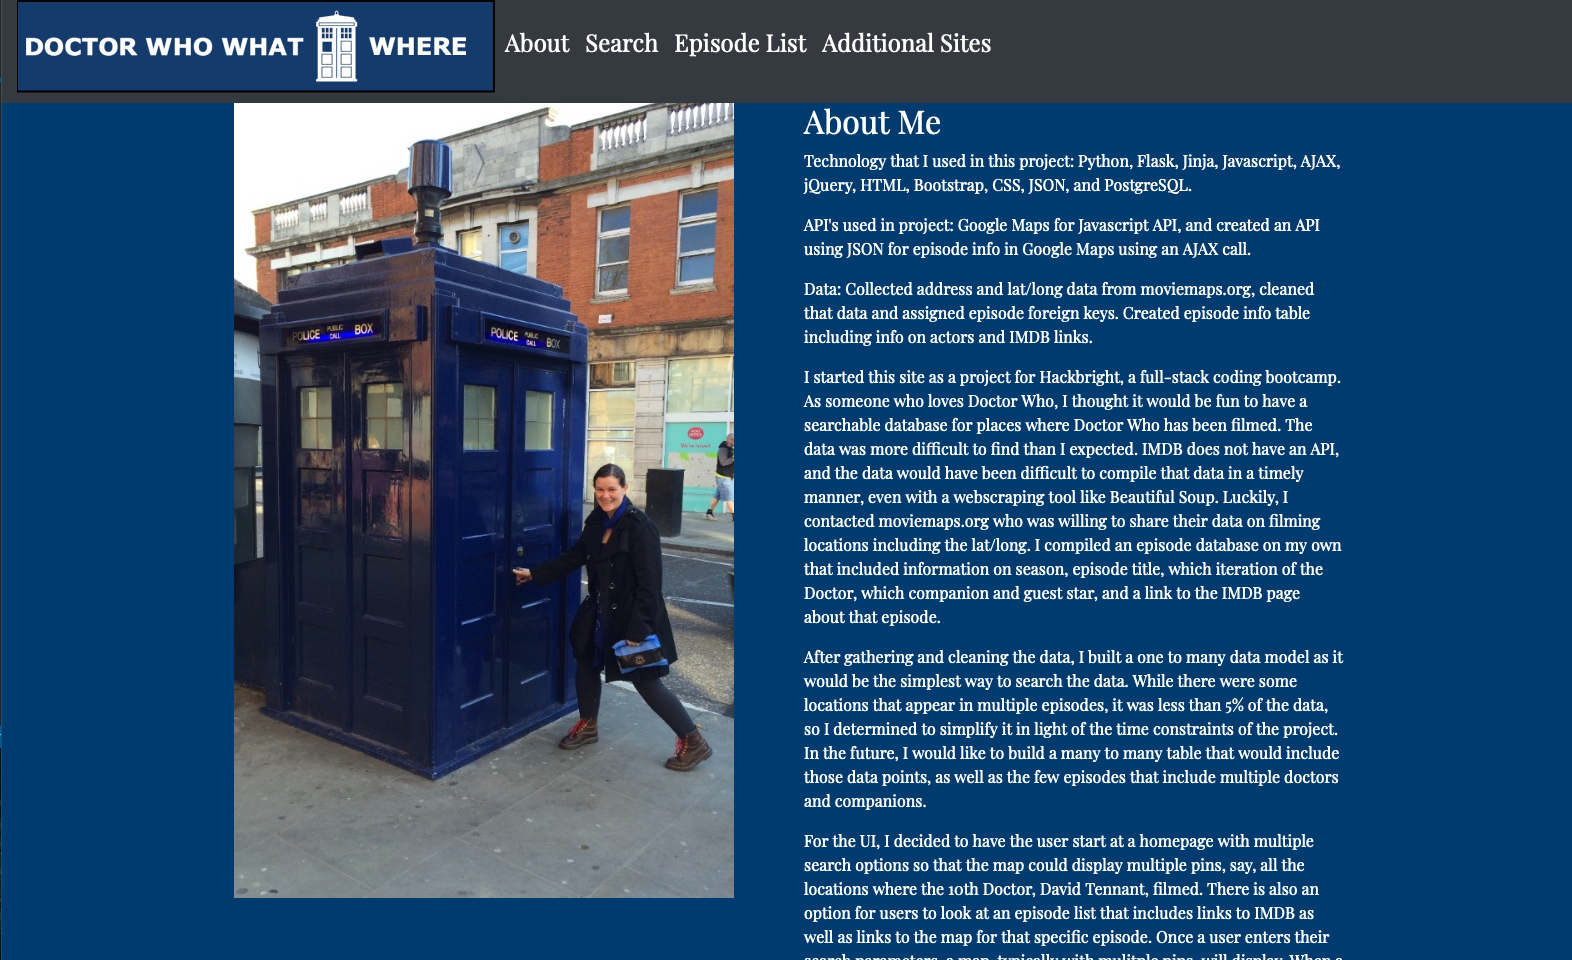 DOCTOR WHO WHAT WHERE
About Search Episode List Additional Sites
POLICE PUBLIC CALL BOX
POLICE PUBLIC CALL BOX
About Me
Technology that I used in this project: Python, Flask, Jinja, Javascript, AJAX,
jQuery, HTML, Bootstrap, CSS, JSON, and PostgreSQL.
API's used in project: Google Maps for Javascript API, and created an API
using JSON for episode info in Google Maps using an AJAX call.
Data: Collected address and lat/long data from moviemaps.org, cleaned
that data and assigned episode foreign keys. Created episode info table
including info on actors and IMDB links.
I started this site as a project for Hackbright, a full-stack coding bootcamp.
As someone who loves Doctor Who, I thought it would be fun to have a
searchable database for places where Doctor Who has been filmed. The
data was more difficult to find than I expected. IMDB does not have an API,
and the data would have been difficult to compile that data in a timely
manner, even with a webscraping tool like Beautiful Soup. Luckily, I
contacted moviemaps.org who was willing to share their data on filming
locations including the lat/long. I compiled an episode database on my own
that included information on season, episode title, which iteration of the
Doctor, which companion and guest star, and a link to the IMDB page
about that episode.
After gathering and cleaning the data, I built a one to many data model as it
would be the simplest way to search the data. While there were some
locations that appear in multiple episodes, it was less than 5% of the data,
so I determined to simplify it in light of the time constraints of the project.
In the future, I would like to build a many to many table that would include
those data points, as well as the few episodes that include multiple doctors
and companions.
For the UI, I decided to have the user start at a homepage with multiple
search options so that the map could display multiple pins, say, all the
locations where the 10th Doctor, David Tennant, filmed. There is also an
option for users to look at an episode list that includes links to IMDB as
well as links to the map for that specific episode. Once a user enters their
search parameters, a map, typically with mulitple pins, will display. When a